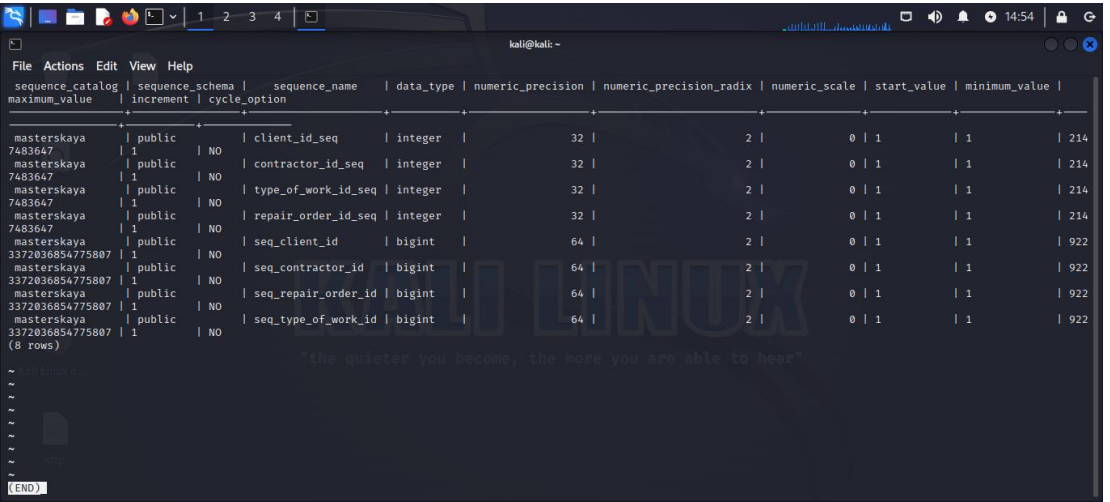 1 2 3 4
14:54
kali@kali: ~
File Actions Edit View Help
sequence_catalog | sequence_schema | sequence_name | data_type | numeric_precision | numeric_precision_radix | numeric_scale | start_value | minimum_value |
maximum_value | increment | cycle_option
masterskaya | public | client_id_seq | integer | 32 | 2 | 0 | 1 | 1 | 214
7483647 | 1 | NO
masterskaya | public | contractor_id_seq | integer | 32 | 2 | 0 | 1 | 1 | 214
7483647 | 1 | NO
masterskaya | public | type_of_work_id_seq | integer | 32 | 2 | 0 | 1 | 1 | 214
7483647 | 1 | NO
masterskaya | public | repair_order_id_seq | integer | 32 | 2 | 0 | 1 | 1 | 214
7483647 | 1 | NO
masterskaya | public | seq_client_id | bigint | 64 | 2 | 0 | 1 | 1 | 922
3372036854775807 | 1 | NO
masterskaya | public | seq_contractor_id | bigint | 64 | 2 | 0 | 1 | 1 | 922
3372036854775807 | 1 | NO
masterskaya | public | seq_repair_order_id | bigint | 64 | 2 | 0 | 1 | 1 | 922
3372036854775807 | 1 | NO
masterskaya | public | seq_type_of_work_id | bigint | 64 | 2 | 0 | 1 | 1 | 922
3372036854775807 | 1 | NO
(8 rows)
KALI LINUX
"the quieter you become, the more you are able to hear"
~
~
~
~
~
~
~
~
~
(END)